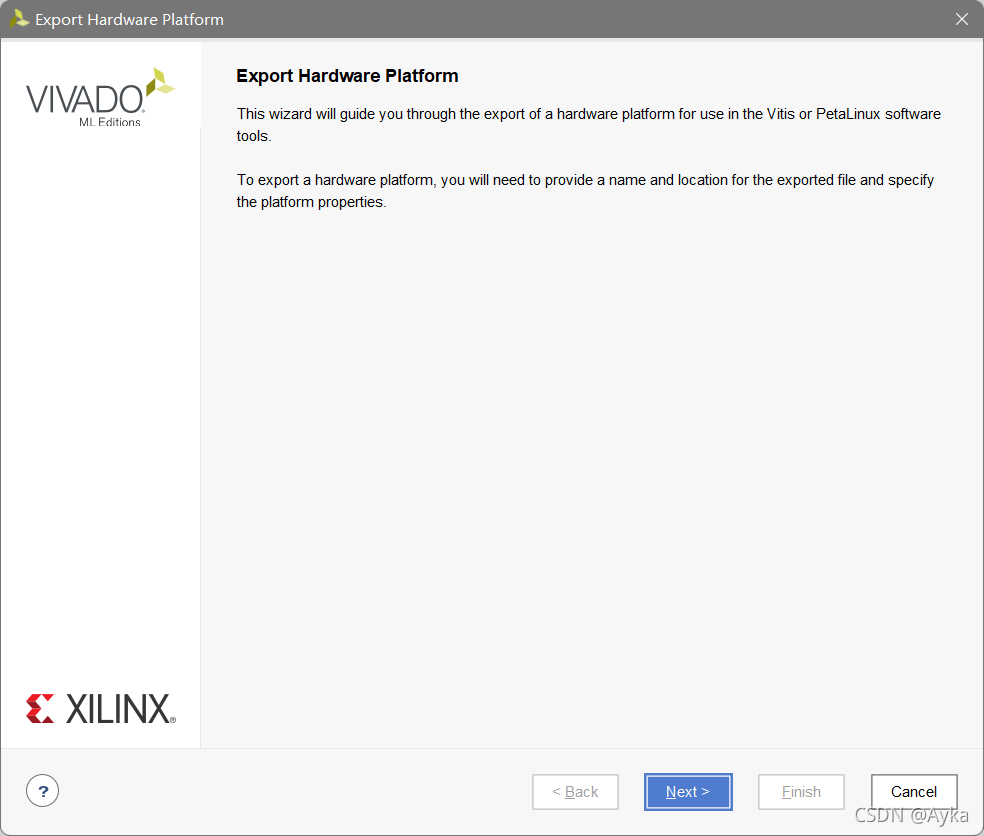 Export Hardware Platform
VIVADO
ML Editions
Export Hardware Platform
This wizard will guide you through the export of a hardware platform for use in the Vitis or PetaLinux software
tools.
To export a hardware platform, you will need to provide a name and location for the exported file and specify
the platform properties.
XILINX®
?
< Back
Next >
Finish
Cancel
CSDN @Ayka